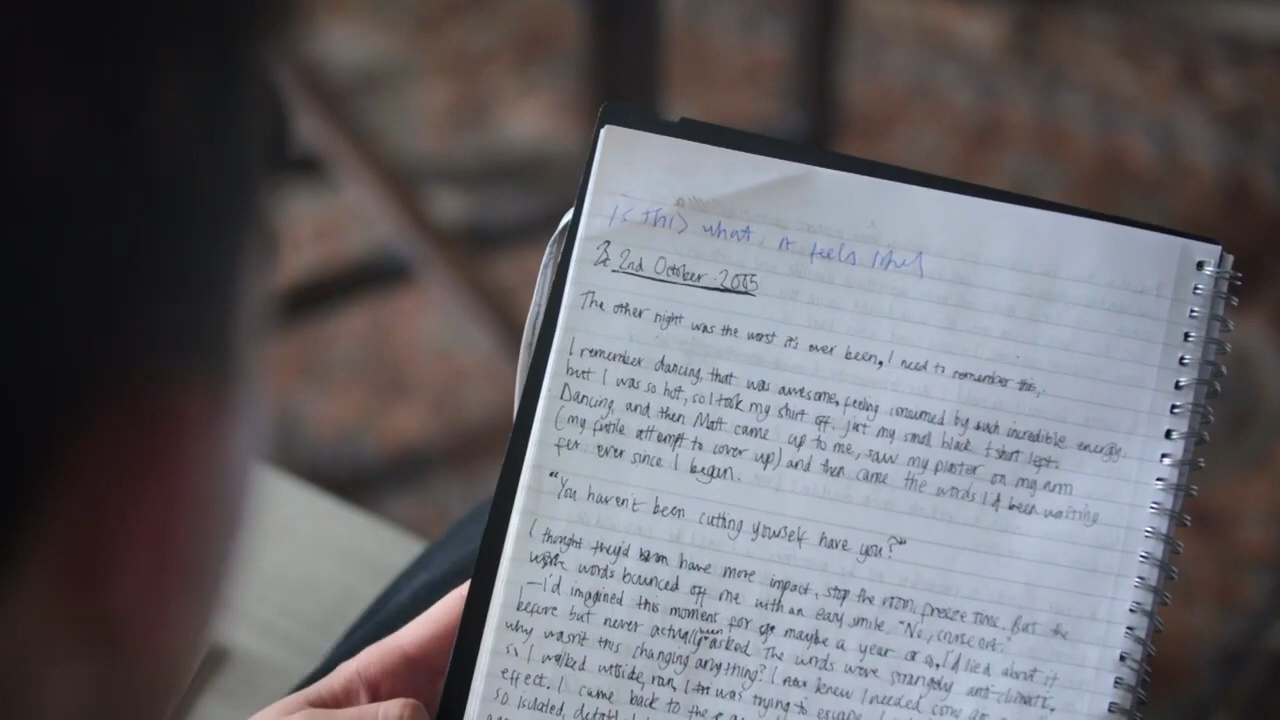 is this what it feels like
2nd October 2005
The other night was the worst it's ever been, I need to remember this.
I remember dancing, that was awesome, feeling consumed by such incredible energy.
but I was so hot, so I took my shirt off. just my small black t-shirt left.
Dancing, and then Matt came up to me, saw my plaster on my arm
(my futile attempt to cover up) and then came the words I'd been waiting
for ever since I began.
"You haven't been cutting yourself have you?"
I thought they'd have more impact, stop the room, freeze time. But the
words bounced off me with an easy smile. "No, course not."
—I'd imagined this moment for maybe a year or so, I'd lied about it
before but never actually been asked. The words were strangely anti-climatic,
why wasn't this changing anything? I knew I needed
so I walked outside, ran, I was trying to escape
effect. I came back to the
so isolated,